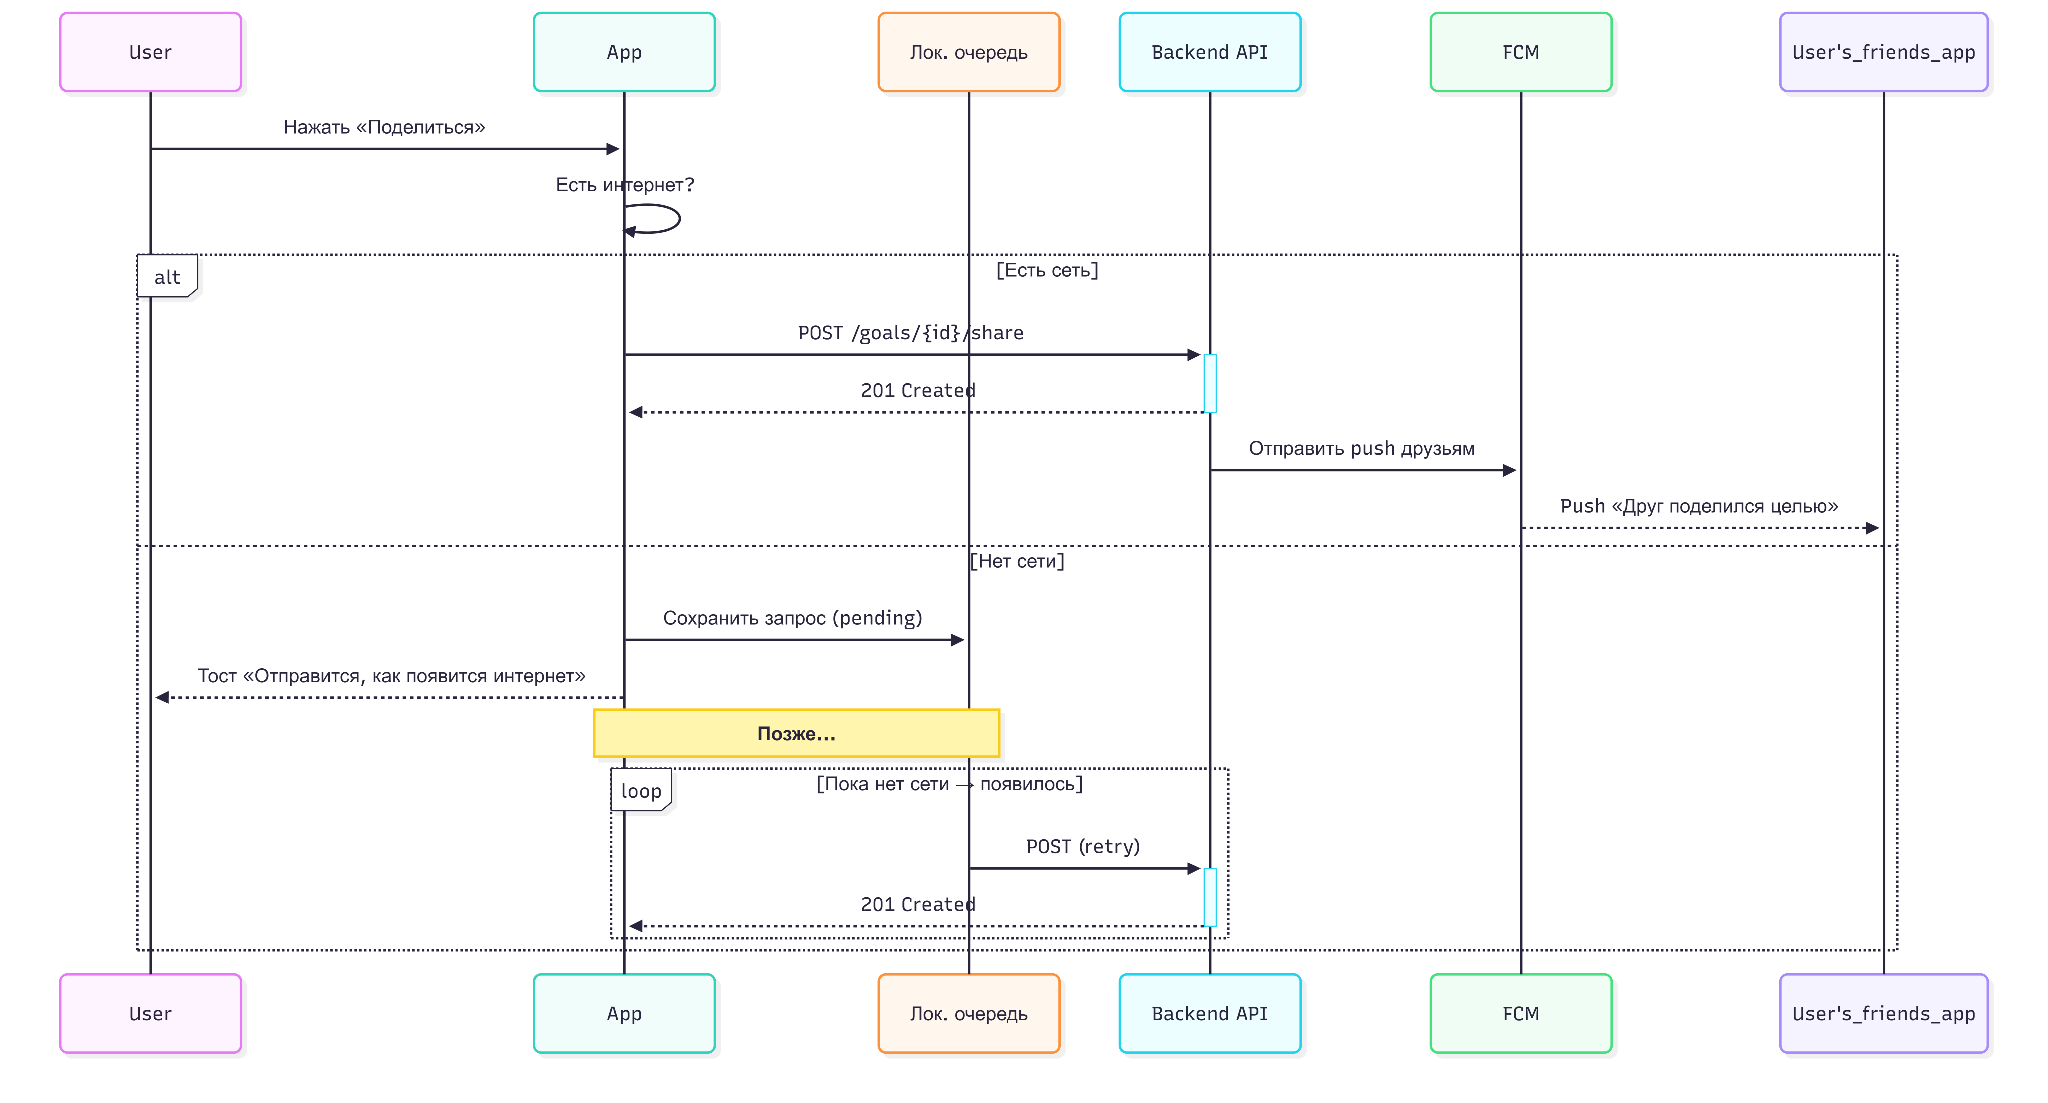 User
App
Лок. очередь
Backend API
FCM
User's_friends_app
Нажать «Поделиться»
Есть интернет?
alt
[Есть сеть]
POST /goals/{id}/share
201 Created
Отправить push друзьям
Push «Друг поделился целью»
[Нет сети]
Сохранить запрос (pending)
Тост «Отправится, как появится интернет»
Позже...
loop
[Пока нет сети → появилось]
POST (retry)
201 Created
User
App
Лок. очередь
Backend API
FCM
User's_friends_app